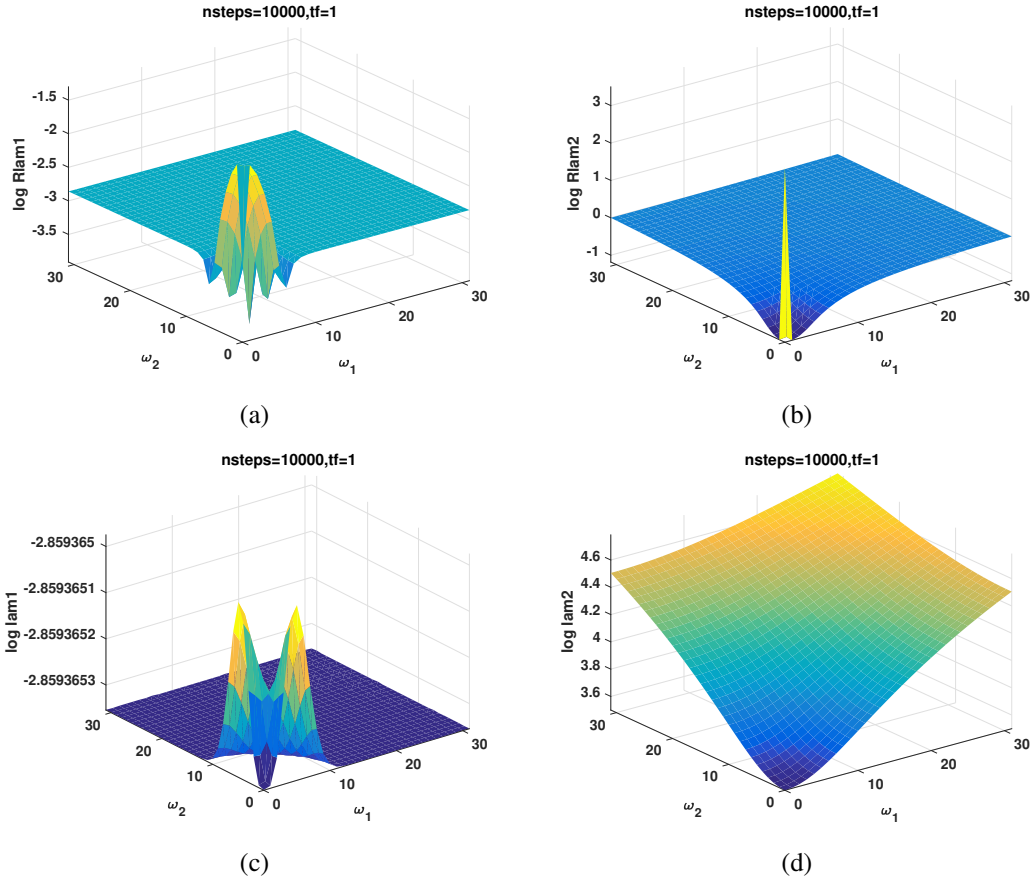 nsteps=10000,tf=1
log Rlam1
-1.5
-2
-2.5
-3
-3.5
30
20
10
0
0
10
20
30
ω2
ω1
(a)
nsteps=10000,tf=1
log Rlam2
3
2
1
0
-1
30
20
10
0
0
10
20
30
ω2
ω1
(b)
nsteps=10000,tf=1
log lam1
-2.859365
-2.8593651
-2.8593652
-2.8593653
30
20
10
0
0
10
20
30
ω2
ω1
(c)
nsteps=10000,tf=1
log lam2
4.6
4.4
4.2
4
3.8
3.6
30
20
10
0
0
10
20
30
ω2
ω1
(d)